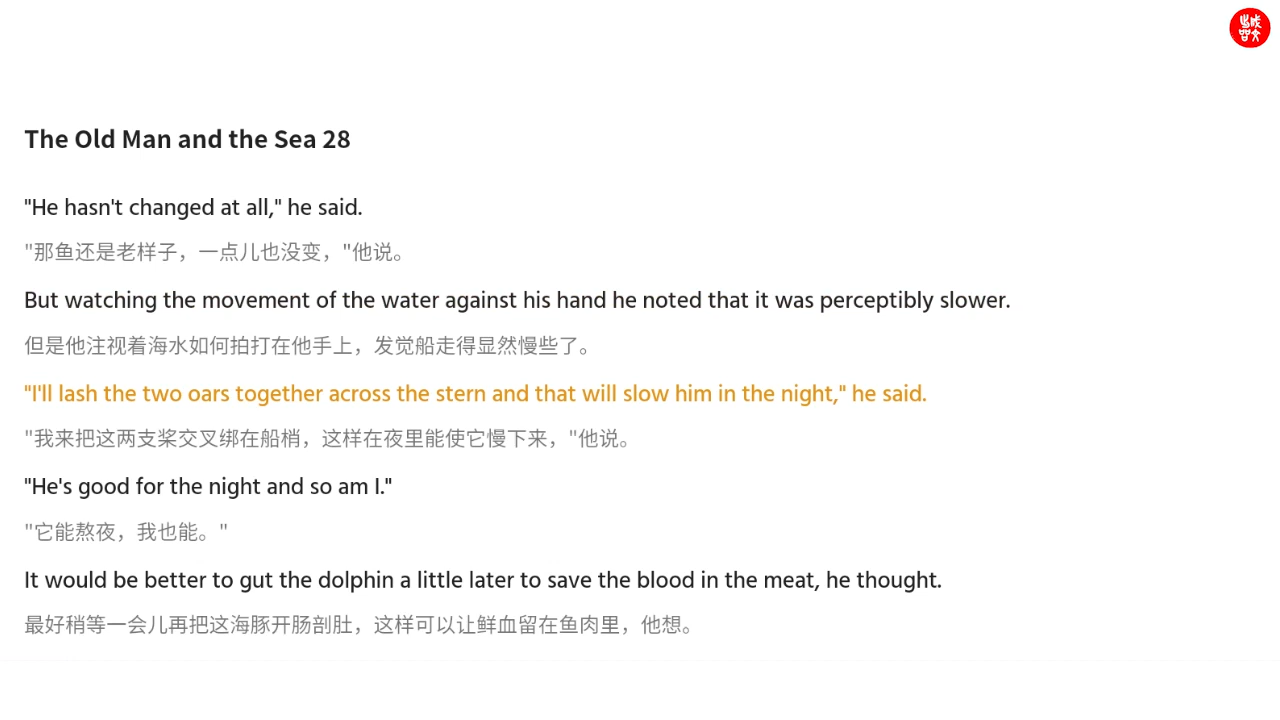 The Old Man and the Sea 28
"He hasn't changed at all," he said.
"那鱼还是老样子，一点儿也没变，"他说。
But watching the movement of the water against his hand he noted that it was perceptibly slower.
但是他注视着海水如何拍打在他手上，发觉船走得显然慢些了。
"I'll lash the two oars together across the stern and that will slow him in the night," he said.
"我来把这两支桨交叉绑在船梢，这样在夜里能使它慢下来，"他说。
"He's good for the night and so am I."
"它能熬夜，我也能。"
It would be better to gut the dolphin a little later to save the blood in the meat, he thought.
最好稍等一会儿再把这海豚开肠剖肚，这样可以让鲜血留在鱼肉里，他想。